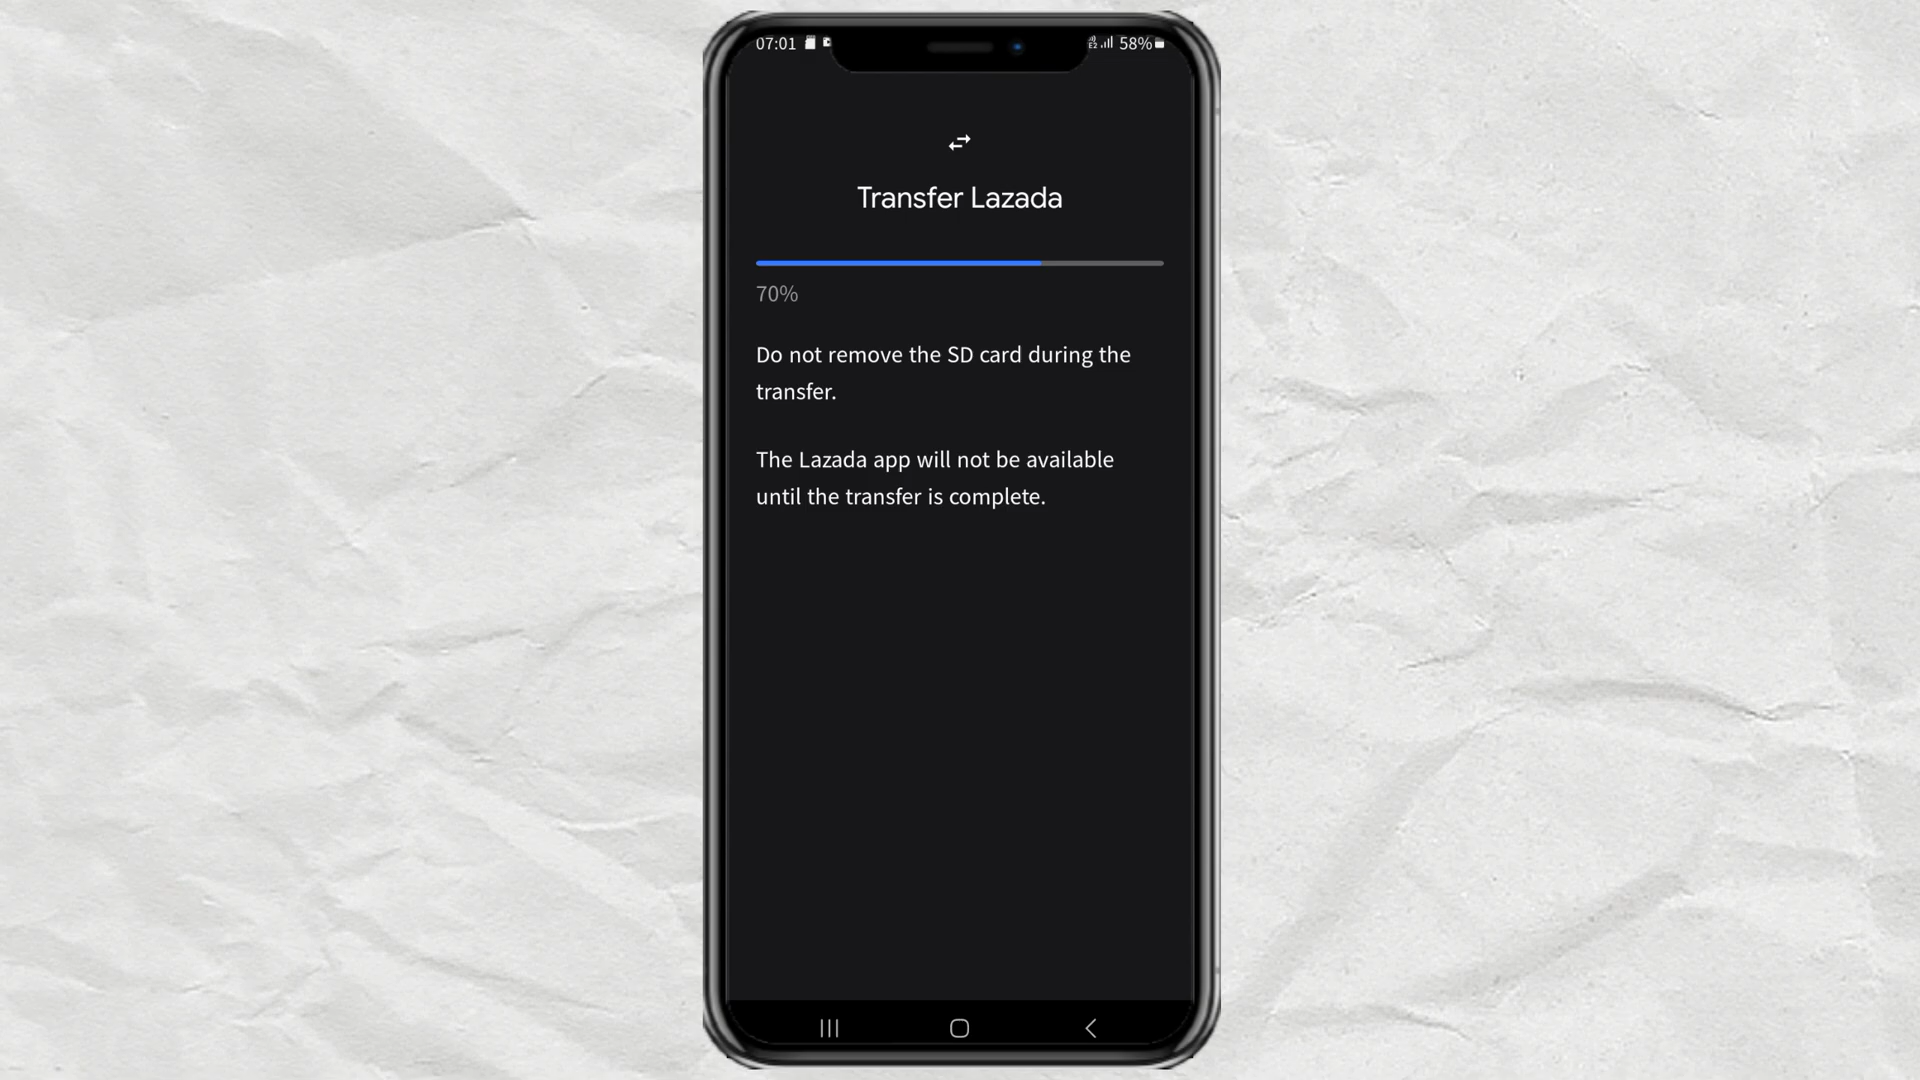 07:01 58%
Transfer Lazada
70%
Do not remove the SD card during the
transfer.
The Lazada app will not be available
until the transfer is complete.